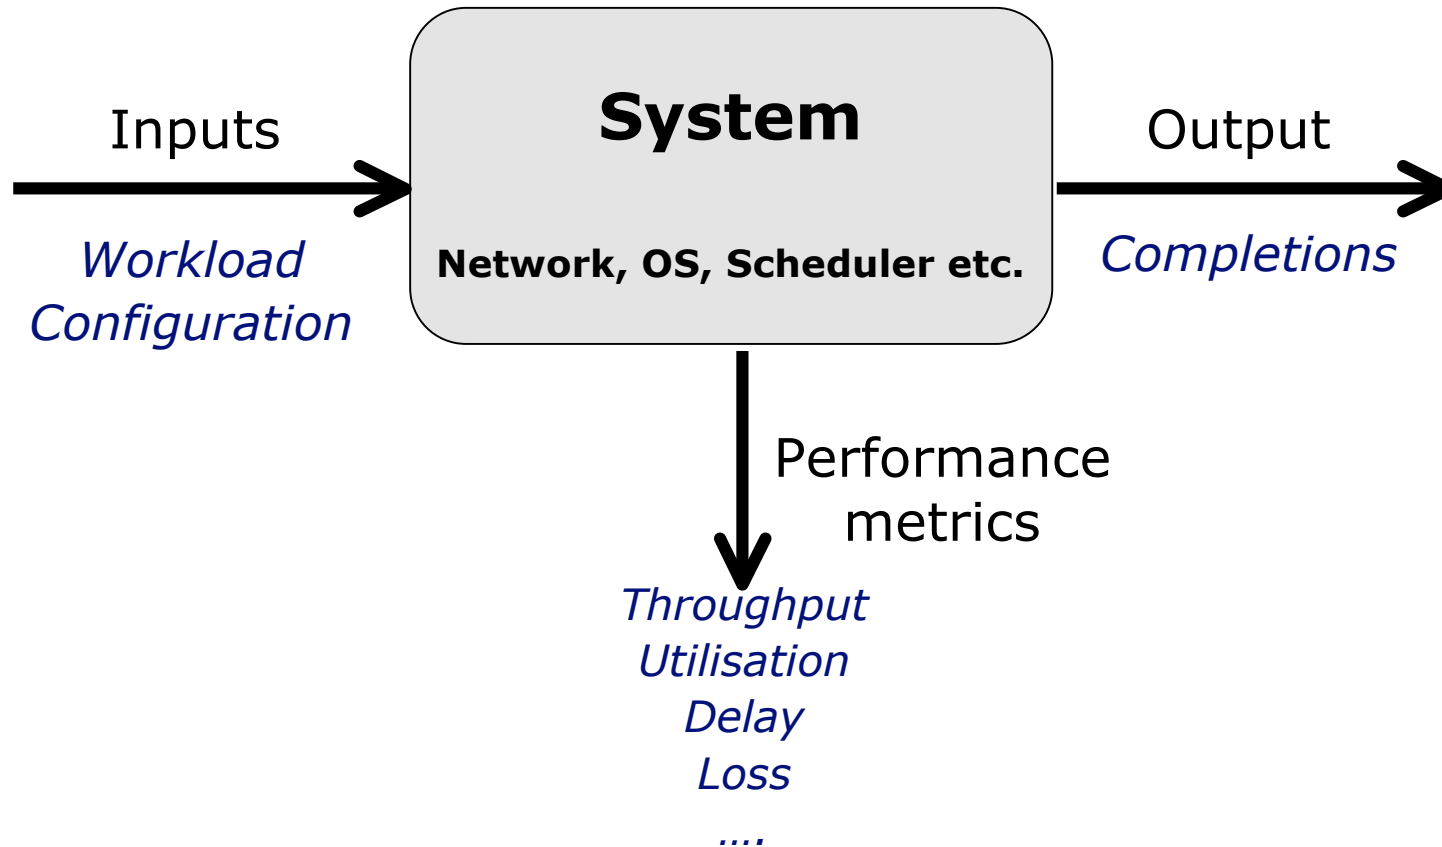 System
Inputs
Output
Network, OS, Scheduler etc.
Workload
Configuration
Completions
Performance
metrics
Throughput
Utilisation
Delay
Loss
....